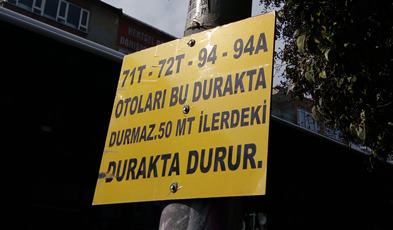 71T - 72T - 94 - 94A
OTOLARI BU DURAKTA
DURMAZ.50 MT İLERDEKİ
DURAKTA DURUR.